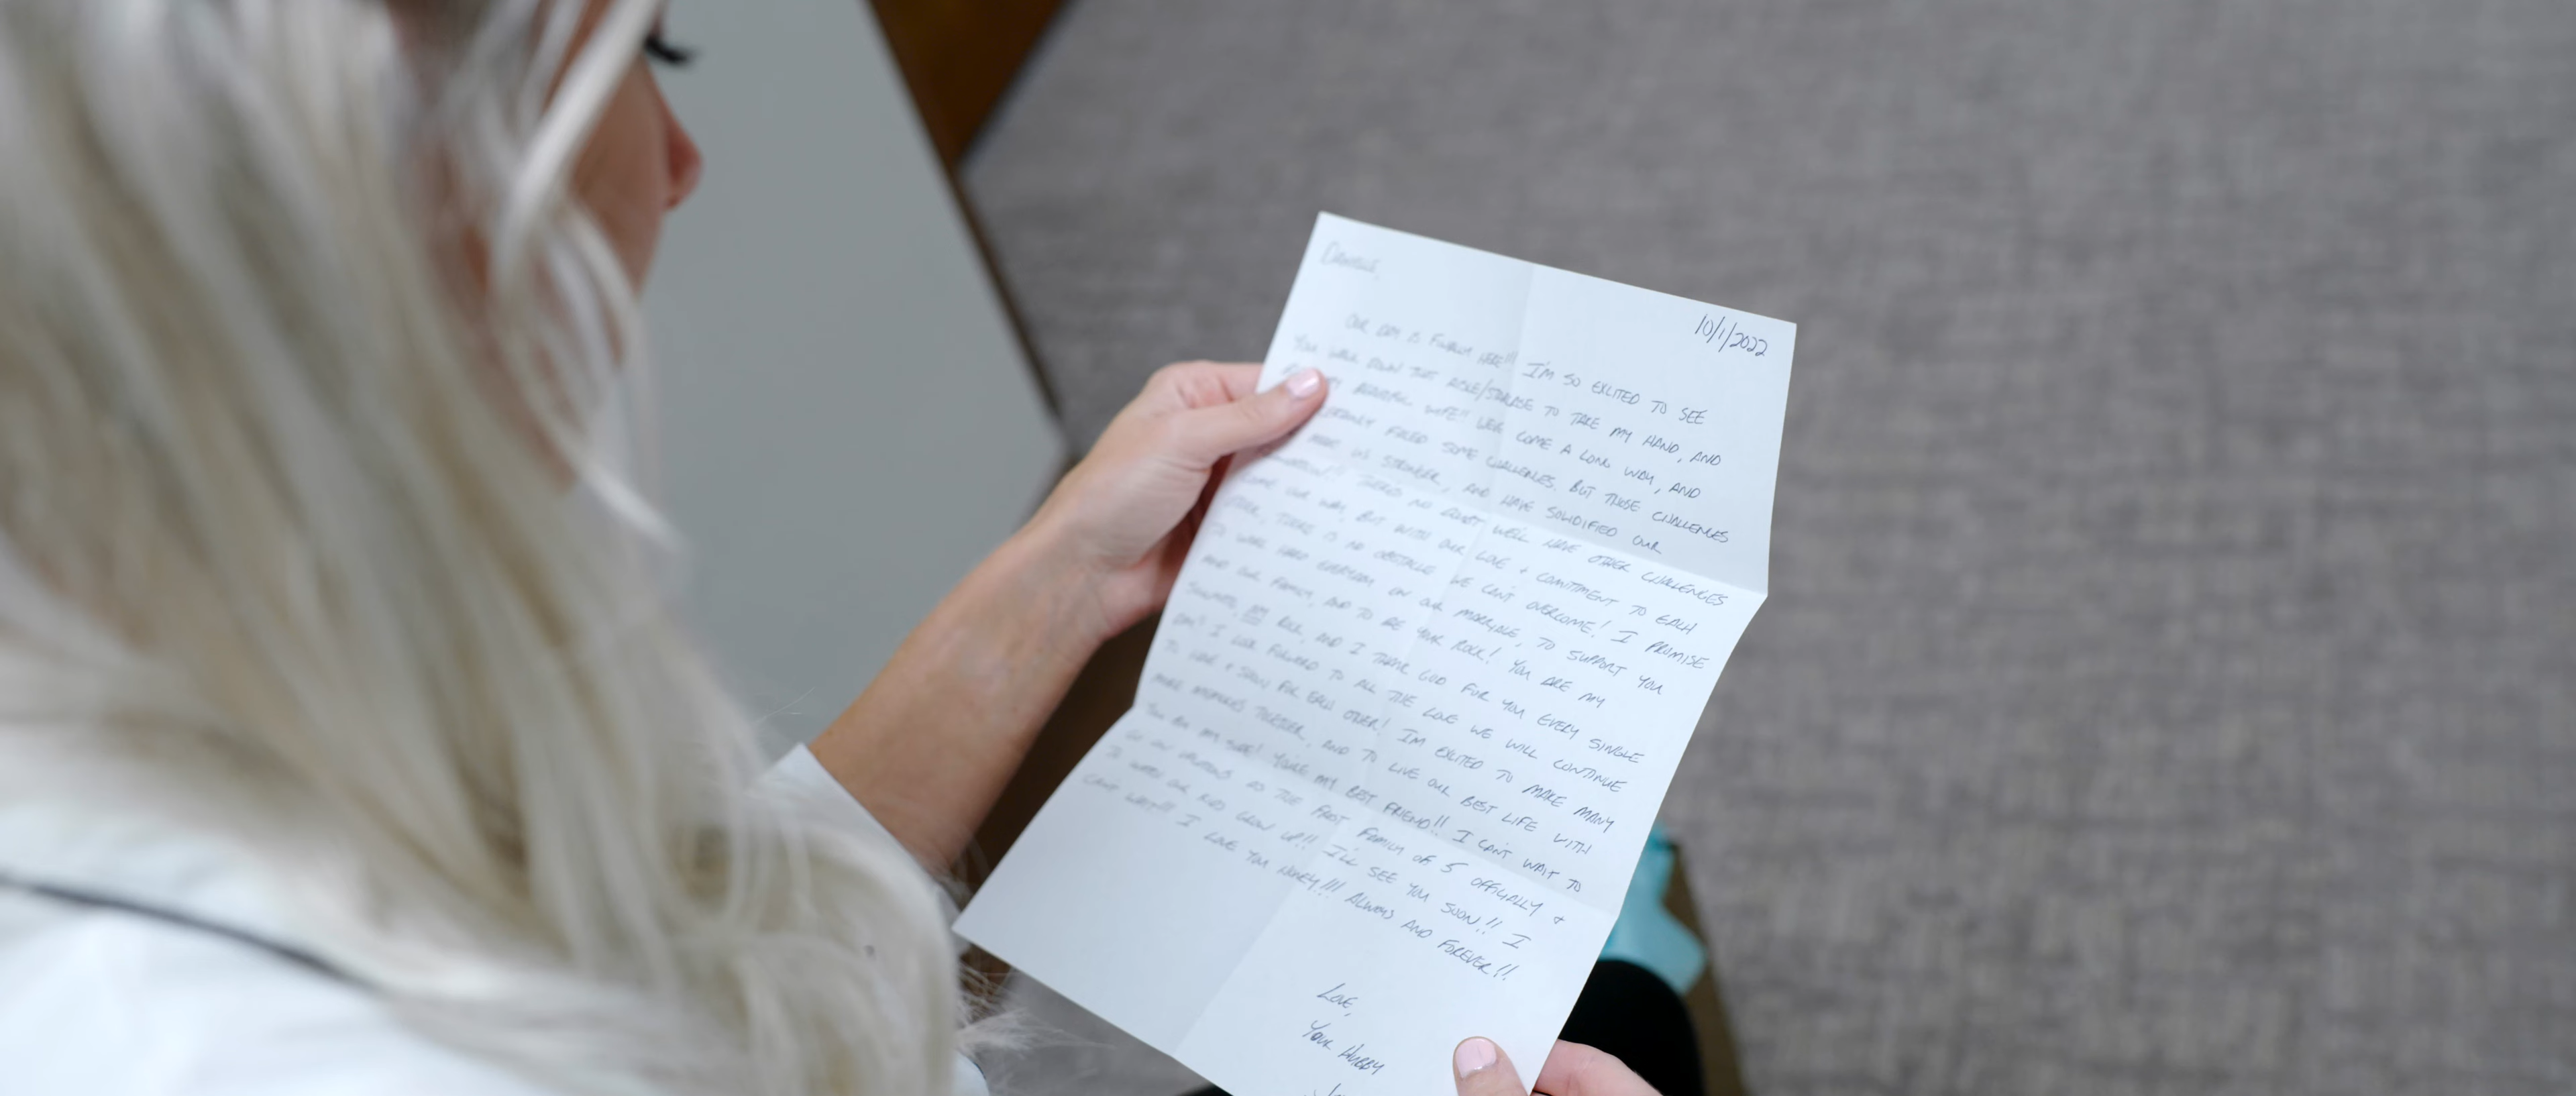 Danielle,
10/1/2022
Our day is finally here!! I'm so excited to see
you walk down that aisle/staircase to take my hand, and
my beautiful wife!! We've come a long way, and
faced some challenges. But those challenges
make us stronger, and have solidified our
There's no doubt we'll have other challenges
come our way, but with our love + comittment to each
other, there is no obstacle we can't overcome! I promise
to work hard everyday on our marriage, to support you
and our family, and to be your rock! You are my
my rock, and I thank God for you every single
day! I look forward to all the love we will continue
to have + show for each other! I'm excited to make many
more memories together, and to live our best life with
you by my side! You're my best friend!! I can't wait to
as the first family of 5 officially +
to watch our kids grow up!! I'll see you soon!! I
can't wait!!! I love you honey!!! Always and forever!!
Love,
Your Hubby